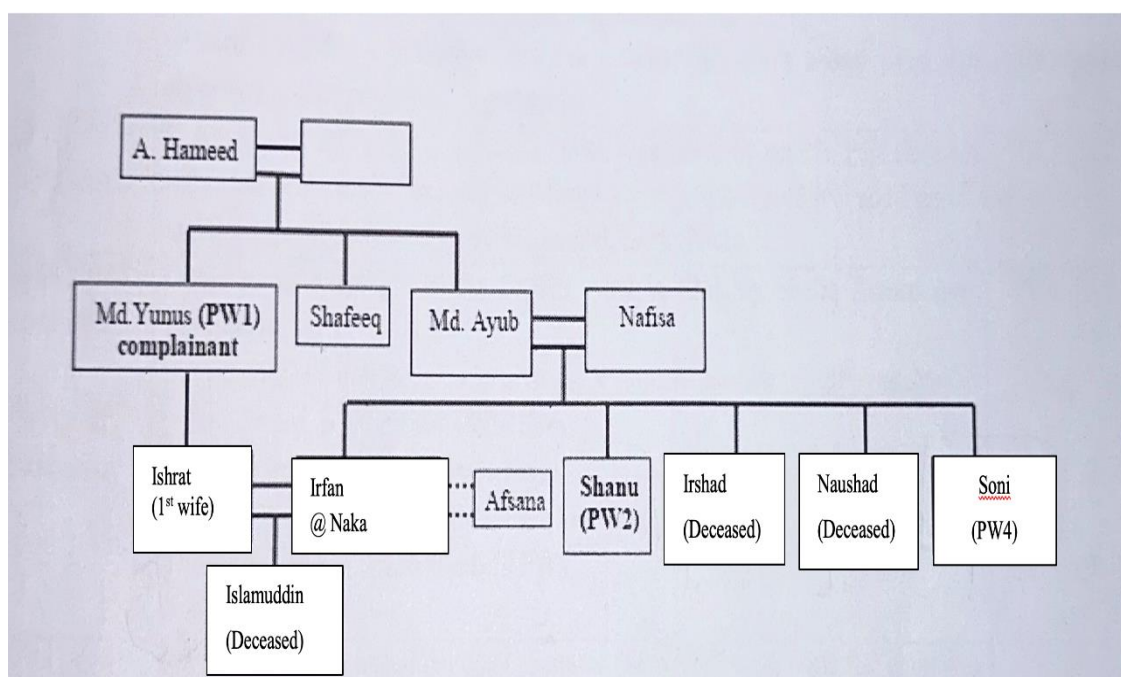 A. Hameed
Md. Yunus (PW1)
complainant
Shafeeq
Md. Ayub
Nafisa
Ishrat
(1st wife)
Irfan
@ Naka
Afsana
Shanu
(PW2)
Irshad
(Deceased)
Naushad
(Deceased)
Soni
(PW4)
Islamuddin
(Deceased)